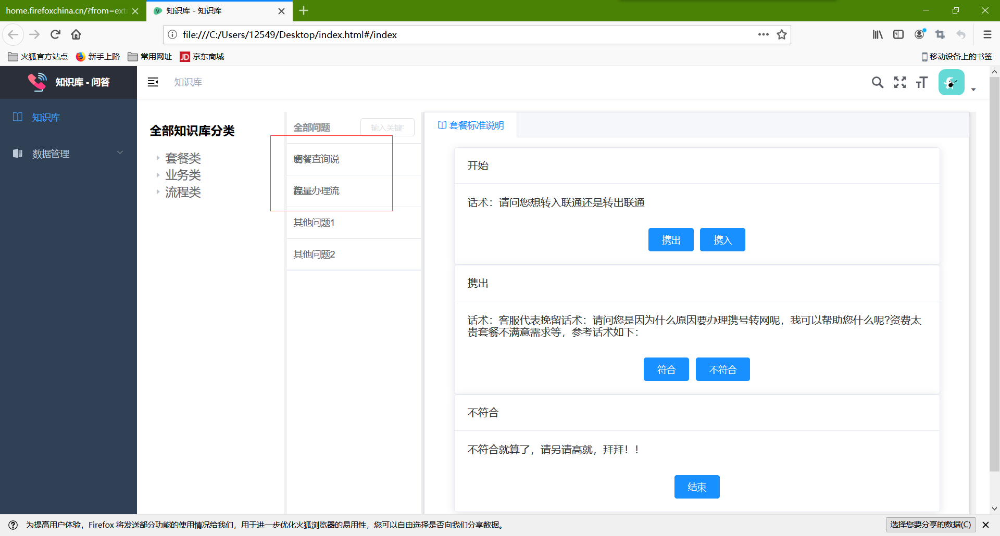 home.firefoxchina.cn/?from=ext
知识库 - 知识库
file:///C:/Users/12549/Desktop/index.html#/index
火狐官方站点
新手上路
常用网址
JD 京东商城
移动设备上的书签
知识库 - 问答
知识库
知识库
数据管理
全部知识库分类
套餐类
业务类
流程类
全部问题
输入关键
餐查询说
量办理流
其他问题1
其他问题2
套餐标准说明
开始
话术：请问您想转入联通还是转出联通
携出
携入
携出
话术：客服代表挽留话术：请问您是因为什么原因要办理携号转网呢，我可以帮助您什么呢?资费太
贵套餐不满意需求等，参考话术如下：
符合
不符合
不符合
不符合就算了，请另请高就，拜拜！！
结束
为提高用户体验，Firefox 将发送部分功能的使用情况给我们，用于进一步优化火狐浏览器的易用性，您可以自由选择是否向我们分享数据。
选择您要分享的数据(C)